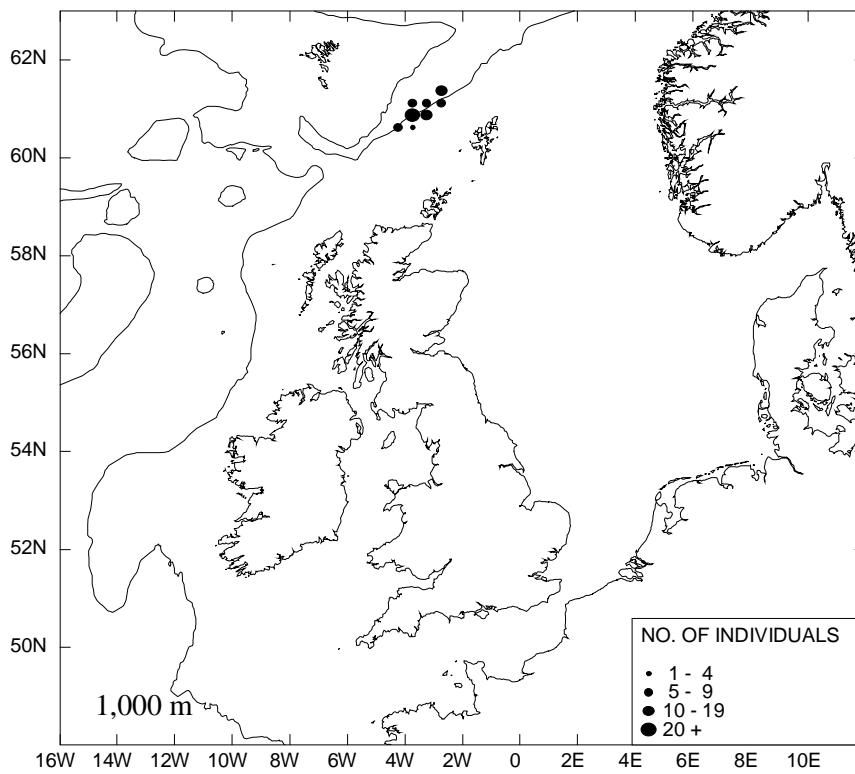 62N
60N
58N
56N
54N
52N
50N
NO. OF INDIVIDUALS
1 - 4
5 - 9
10 - 19
20 +
1,000 m
16W 14W 12W 10W 8W 6W 4W 2W 0 2E 4E 6E 8E 10E